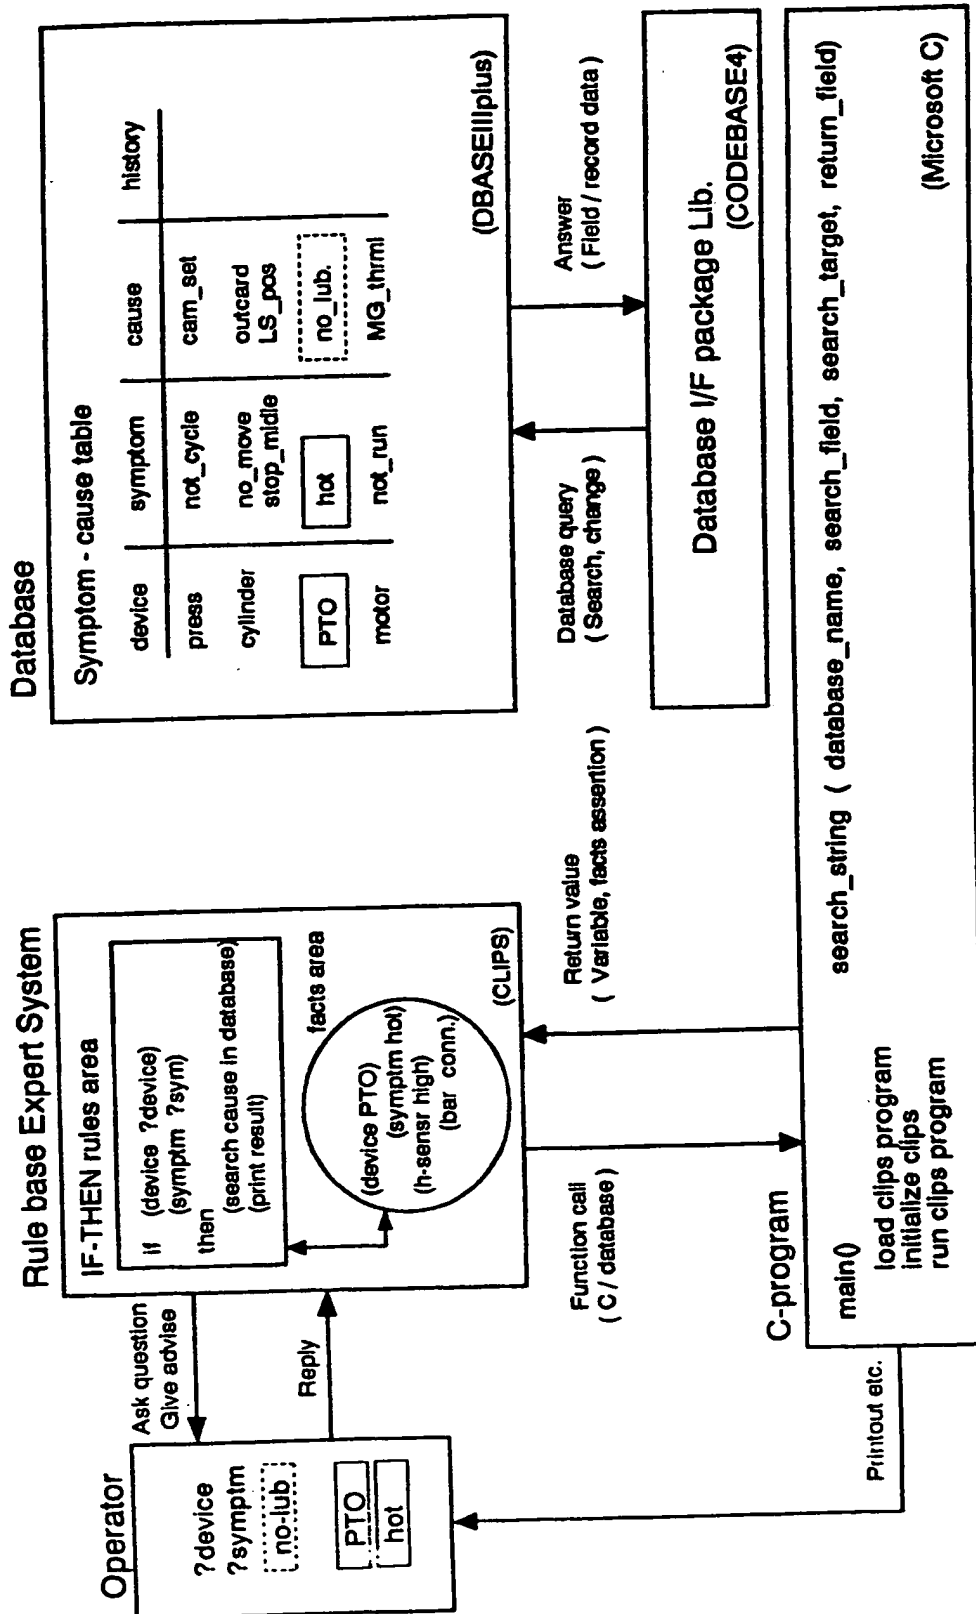 Operator
?device
?symptm
no-lub
PTO
hot
Ask question
Give advise
Reply
Rule base Expert System
IF-THEN rules area
if (device ?device)
(symptm ?sym)
then
(search cause in database)
(print result)
facts area
(device PTO)
(symptm hot)
(h-sensr high)
(bar conn.)
(CLIPS)
Database
Symptom - cause table
device symptom cause history
press not_cycle cam_set
cylinder no_move outcard
stop_midle LS_pos
PTO hot no_lub.
motor not_run MG_thrml
(DBASEIIIplus)
Function call
( C / database )
Return value
( Variable, facts assertion )
Database query
( Search, change )
Answer
( Field / record data )
Database I/F package Lib.
(CODEBASE4)
C-program
main()
load clips program
initialize clips
run clips program
search_string ( datebase_name, search_field, search_target, return_field)
(Microsoft C)
Printout etc.